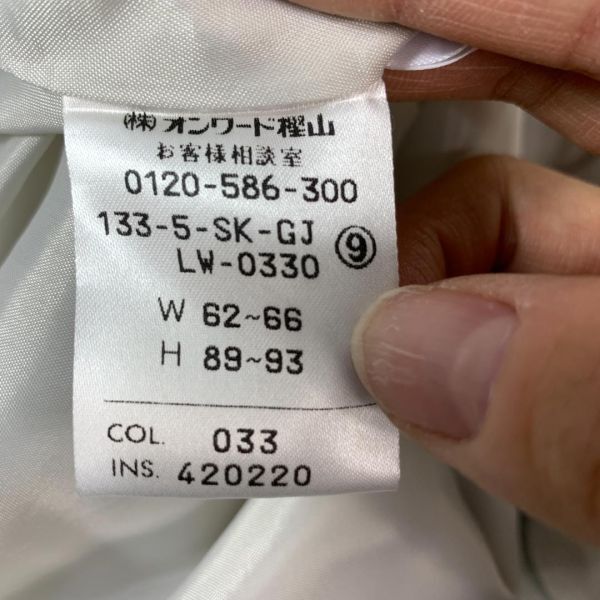 (株)オンワード樫山
お客様相談室
0120-586-300
133-5-SK-GJ
LW-0330 ⑨
W 62~66
H 89~93
COL. 033
INS. 420220